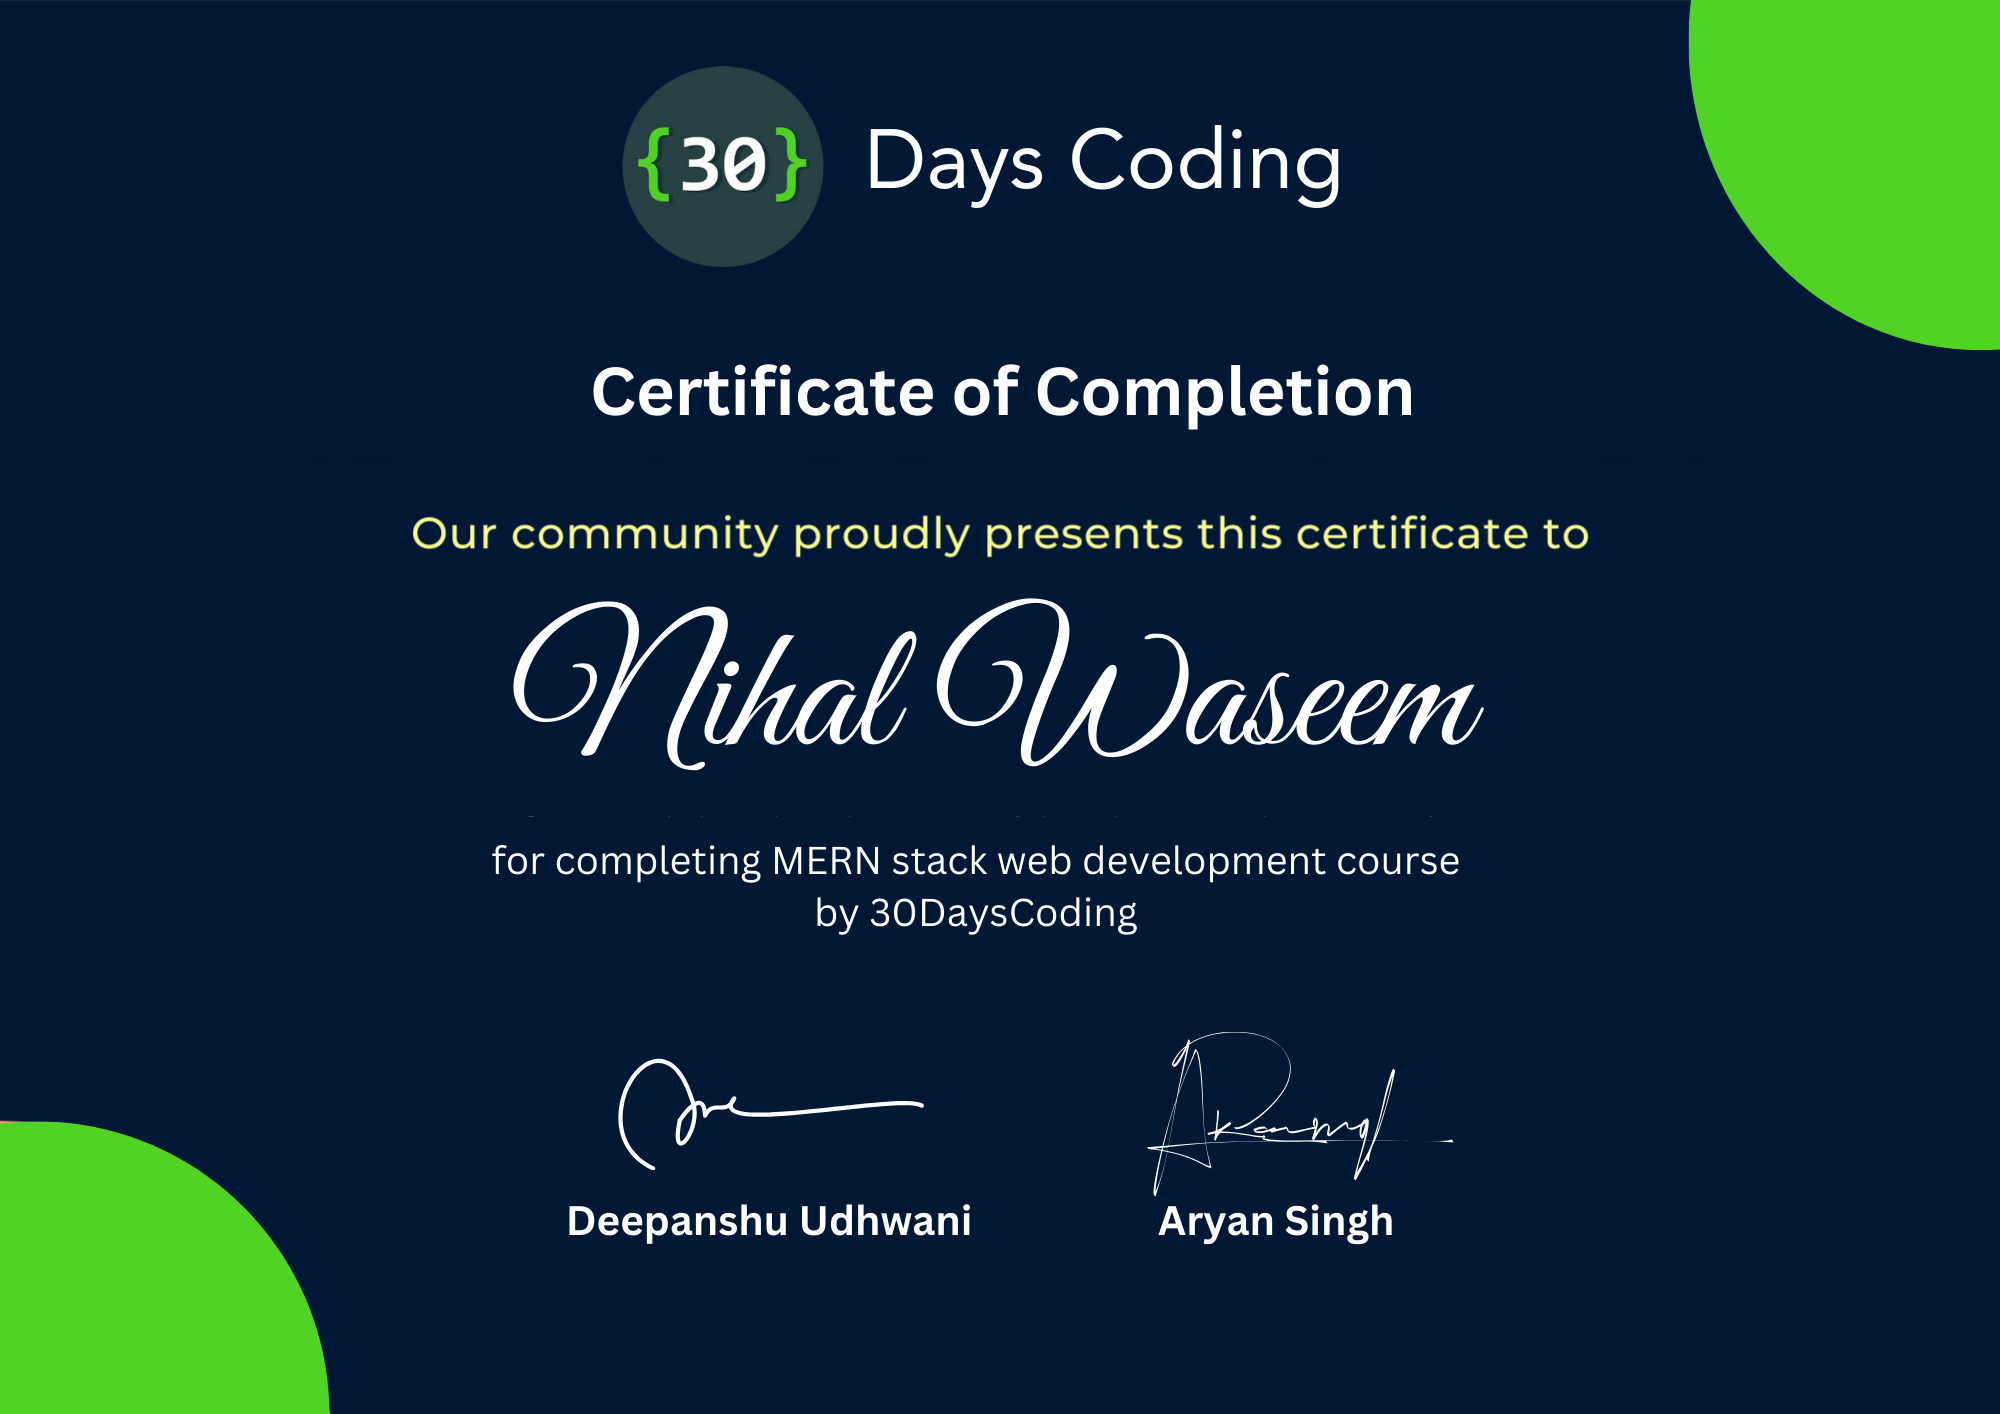 {30} Days Coding
Certificate of Completion
Our community proudly presents this certificate to
Nihal Waseem
for completing MERN stack web development course
by 30DaysCoding
Deepanshu Udhwani
Aryan Singh